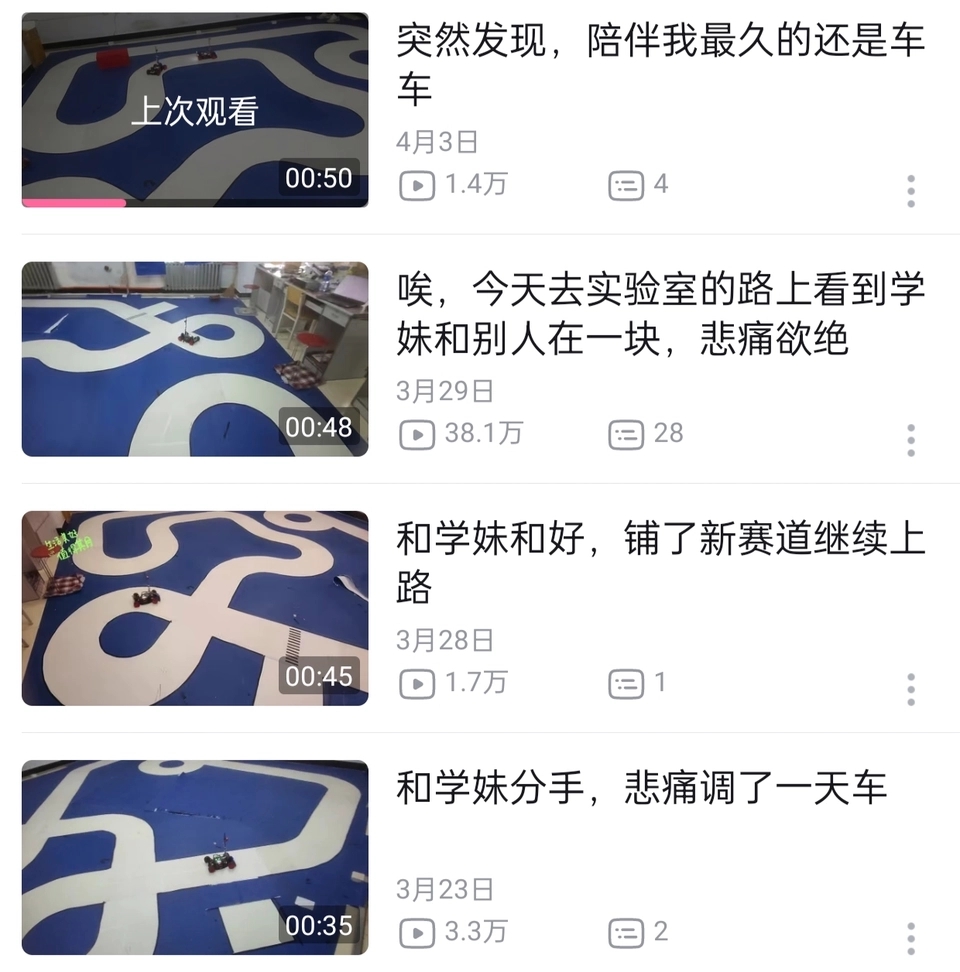 突然发现，陪伴我最久的还是车
车
上次观看
4月3日
00:50
1.4万
4
唉，今天去实验室的路上看到学
妹和别人在一块，悲痛欲绝
3月29日
00:48
38.1万
28
和学妹和好，铺了新赛道继续上
路
3月28日
00:45
1.7万
1
和学妹分手，悲痛调了一天车
3月23日
00:35
3.3万
2